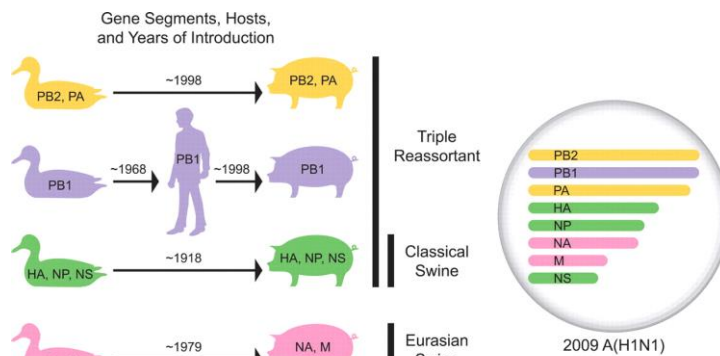 Gene Segments, Hosts,
and Years of Introduction
PB2, PA
~1998
PB2, PA
PB1
~1968
PB1
~1998
PB1
HA, NP, NS
~1918
HA, NP, NS
~1979
NA, M
Triple
Reassortant
Classical
Swine
Eurasian
PB2
PB1
PA
HA
NP
NA
M
NS
2009 A(H1N1)